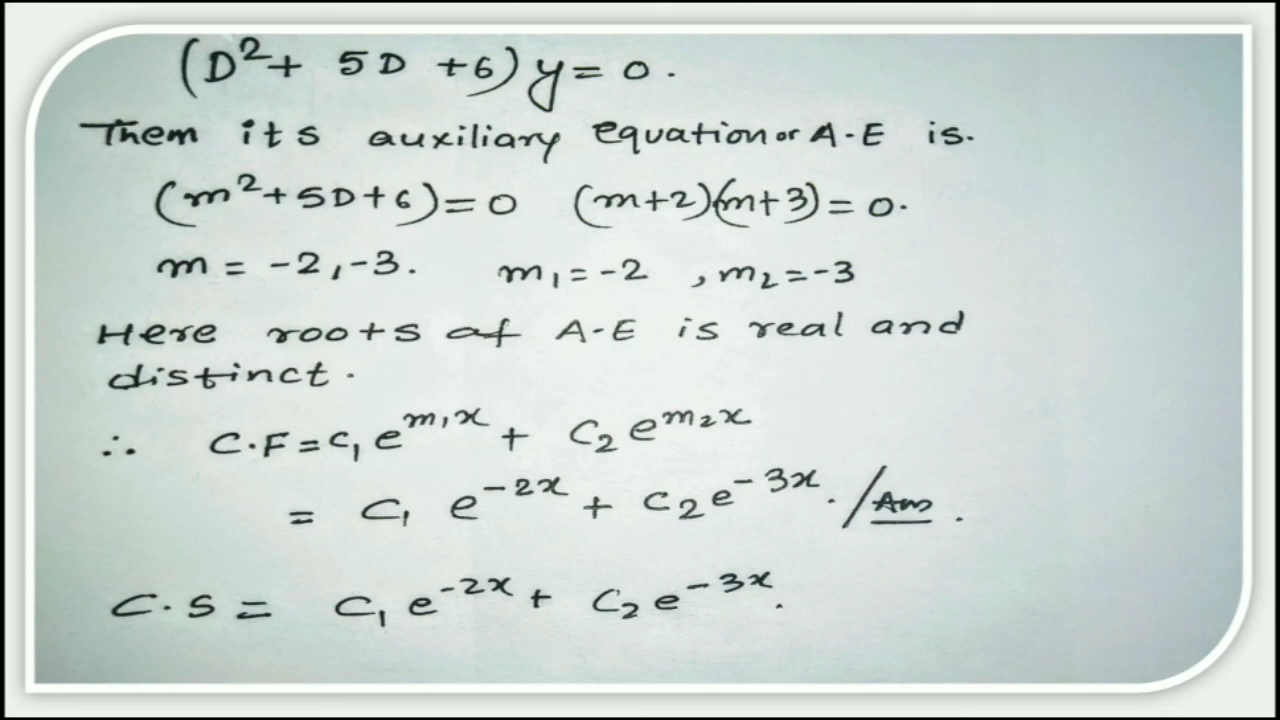 (D²+ 5D +6) y = 0.
Them its auxiliary equation or A-E is.
(m²+5D+6)=0 (m+2)(m+3)=0.
m = -2,-3. m₁=-2 , m₂=-3
Here roots of A-E is real and
distinct.
∴ C.F=C₁e^{m₁x} + C₂e^{m₂x}
= C₁ e^{-2x} + C₂e^{-3x}. /Ans.
C.S = C₁e^{-2x} + C₂e^{-3x}.